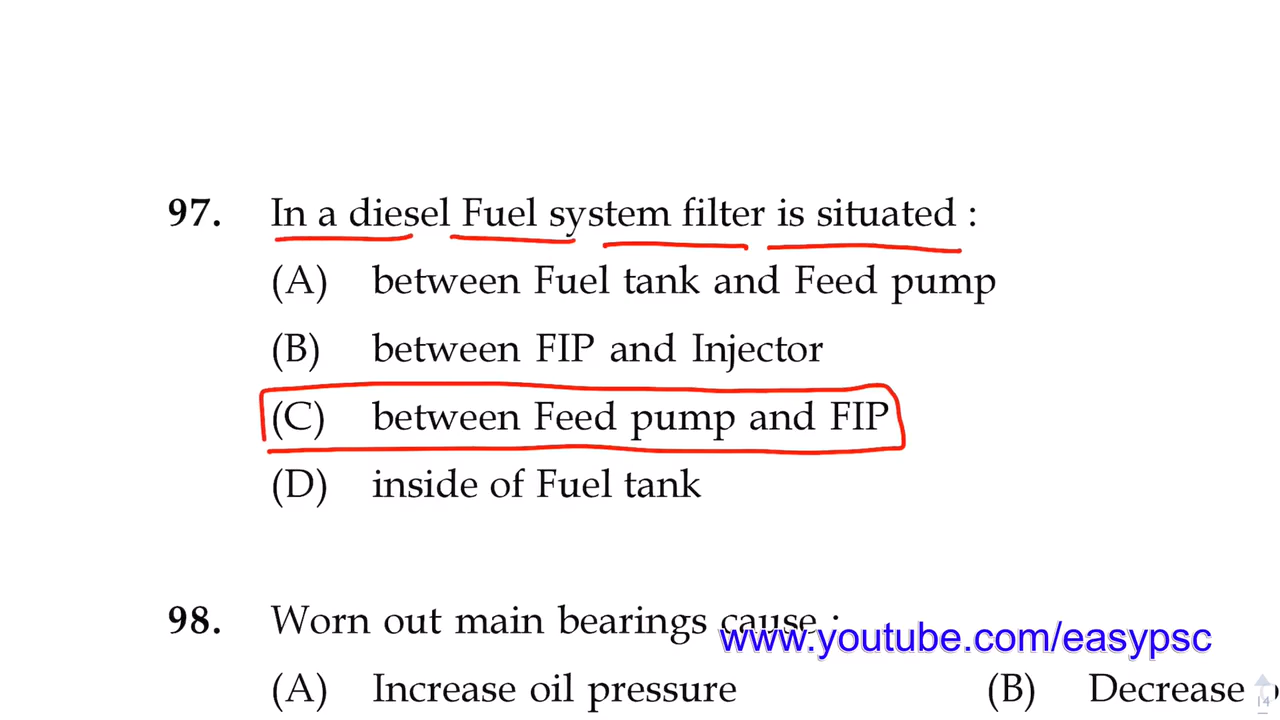 97. In a diesel Fuel system filter is situated :
(A) between Fuel tank and Feed pump
(B) between FIP and Injector
(C) between Feed pump and FIP
(D) inside of Fuel tank
98. Worn out main bearings cause :
www.youtube.com/easypsc
(A) Increase oil pressure (B) Decrease
14